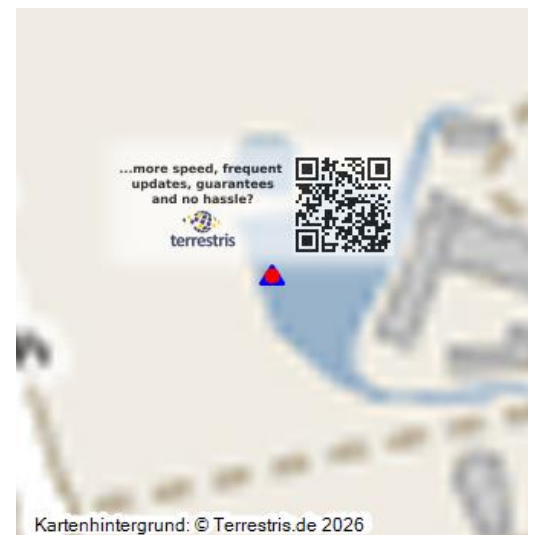 ...more speed, frequent
updates, guarantees
and no hassle?
terrestris
Kartenhintergrund: © Terrestris.de 2026